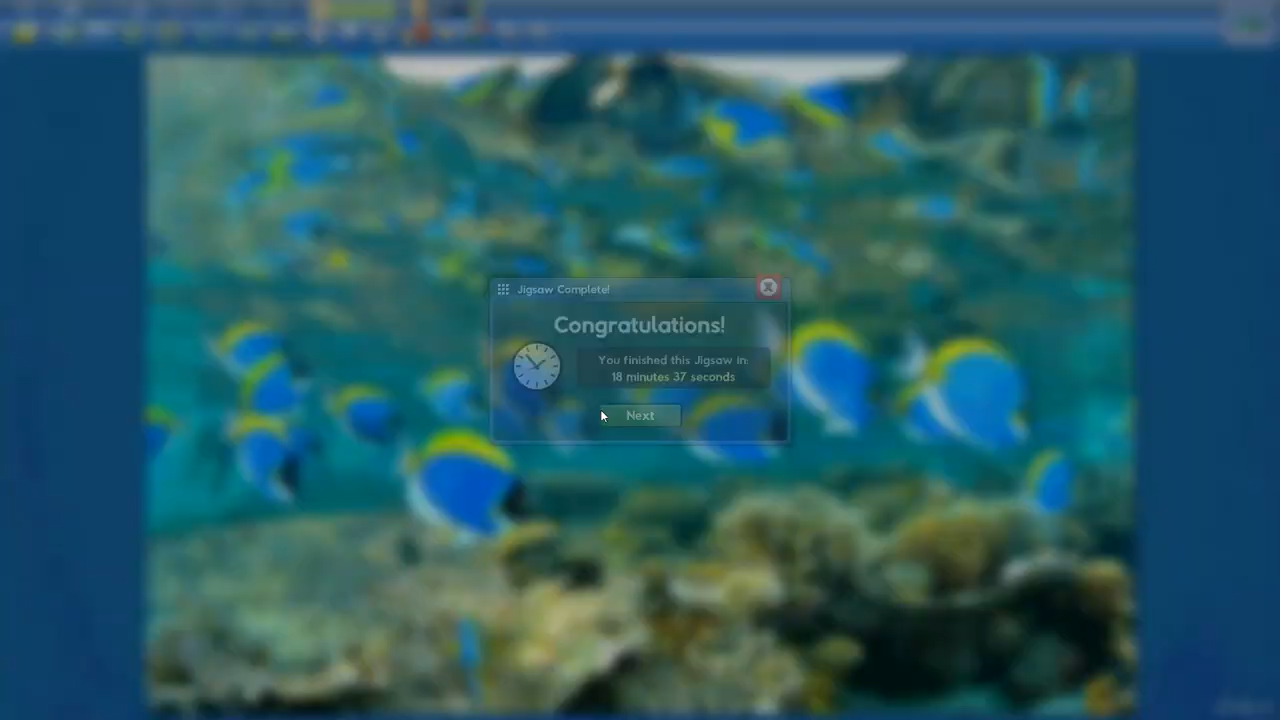 Jigsaw Complete!
Congratulations!
You finished this Jigsaw in:
18 minutes 37 seconds
Next